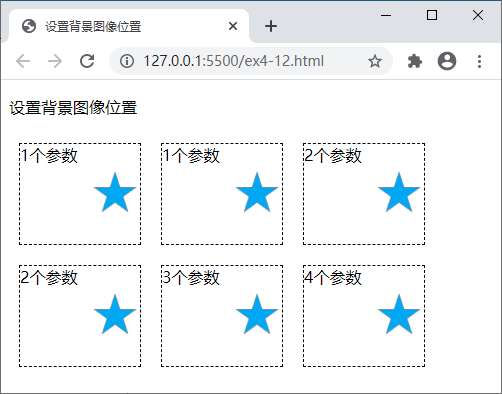 设置背景图像位置
127.0.0.1:5500/ex4-12.html
设置背景图像位置
1个参数 1个参数 2个参数
2个参数 3个参数 4个参数